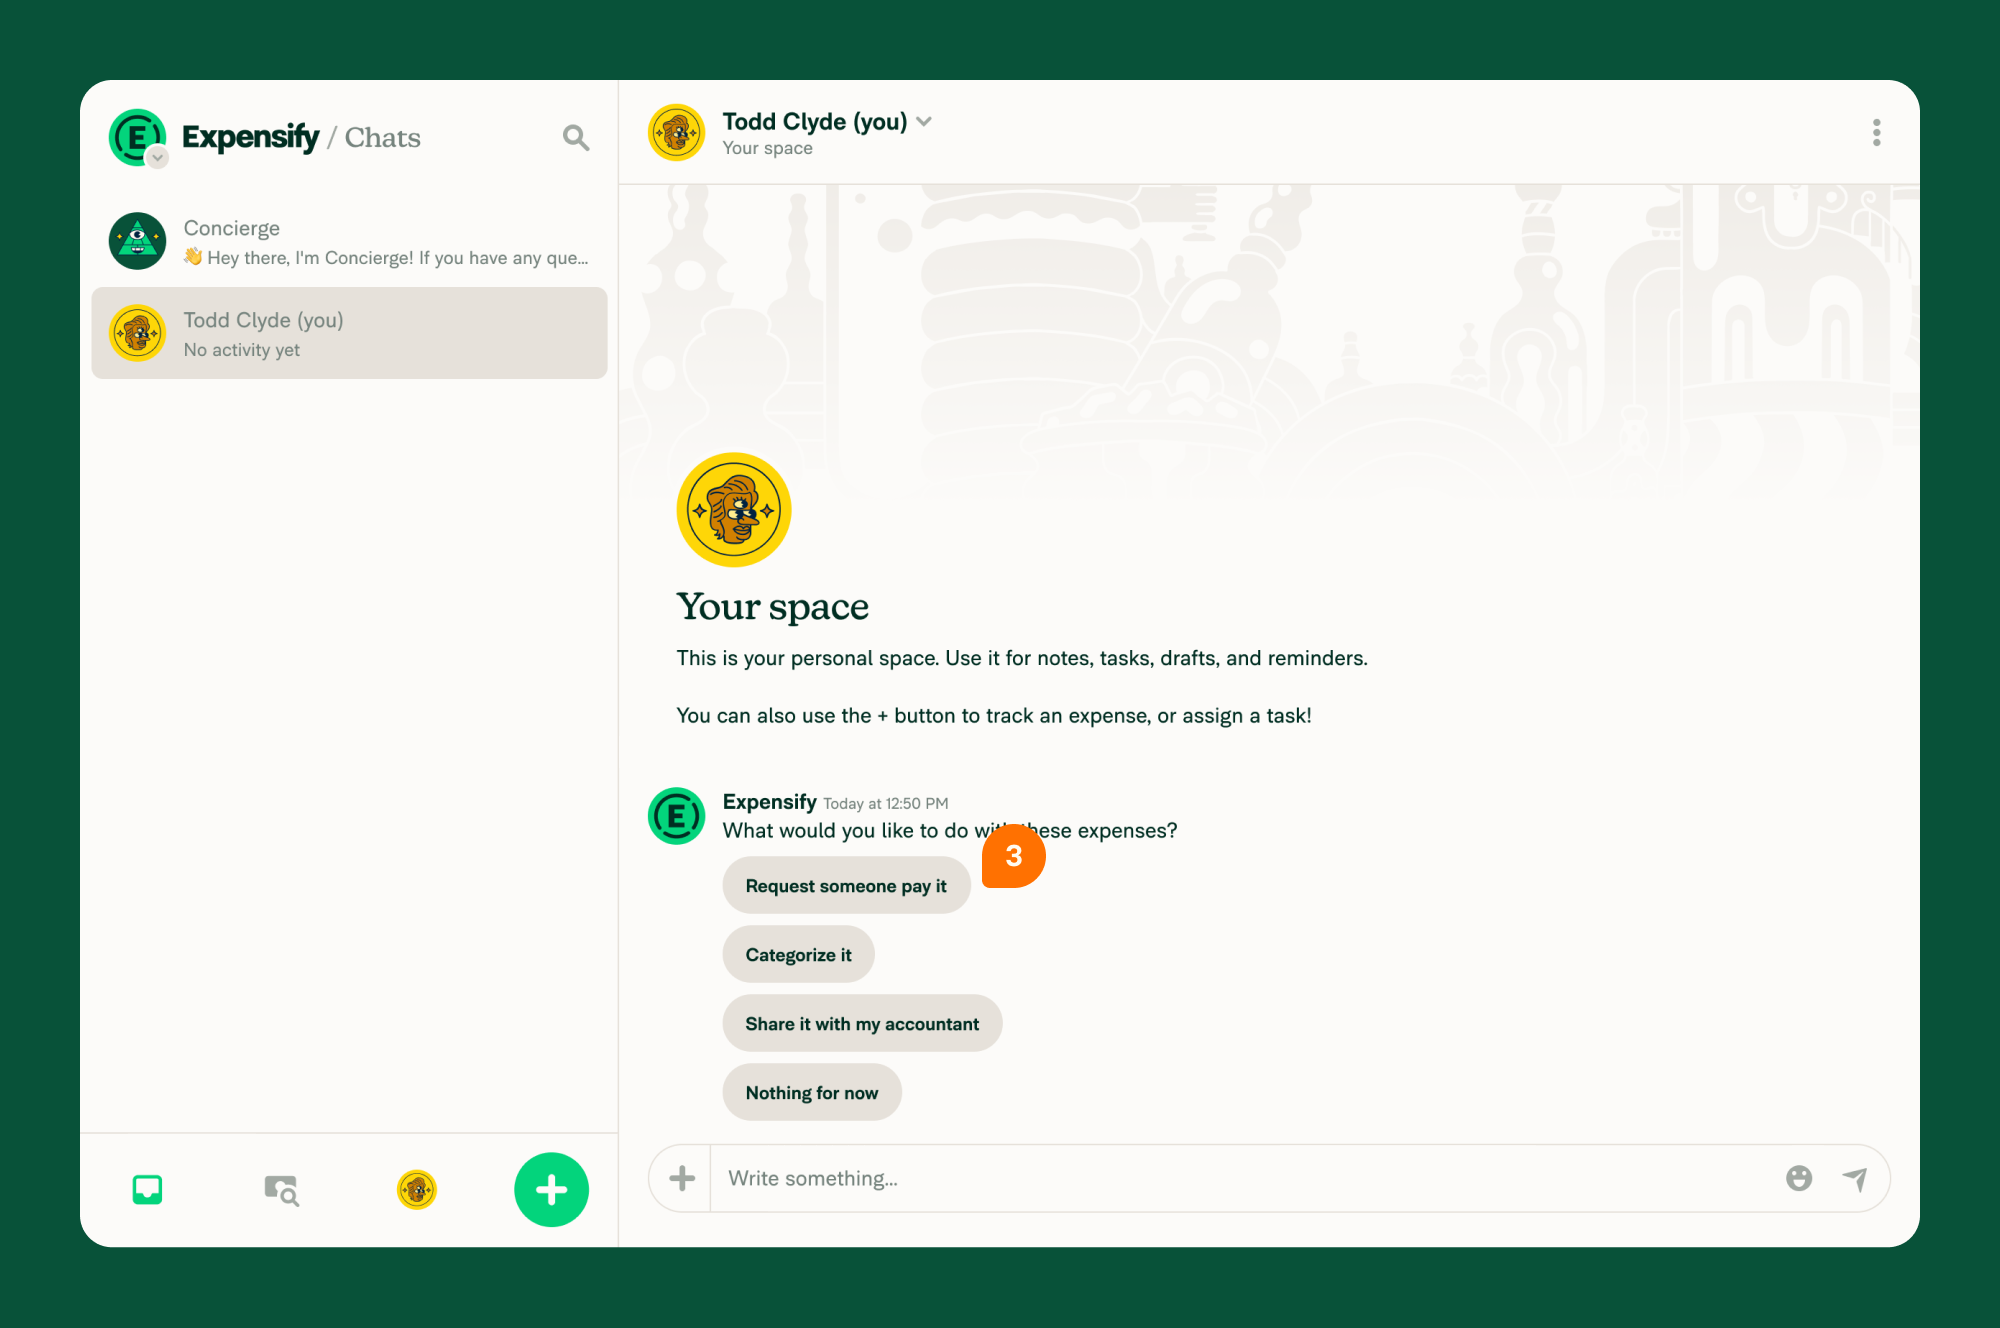 Expensify / Chats
Concierge
👋 Hey there, I'm Concierge! If you have any que...
Todd Clyde (you)
No activity yet
Todd Clyde (you)
Your space
Your space
This is your personal space. Use it for notes, tasks, drafts, and reminders.
You can also use the + button to track an expense, or assign a task!
Expensify Today at 12:50 PM
What would you like to do with these expenses?
3
Request someone pay it
Categorize it
Share it with my accountant
Nothing for now
Write something...